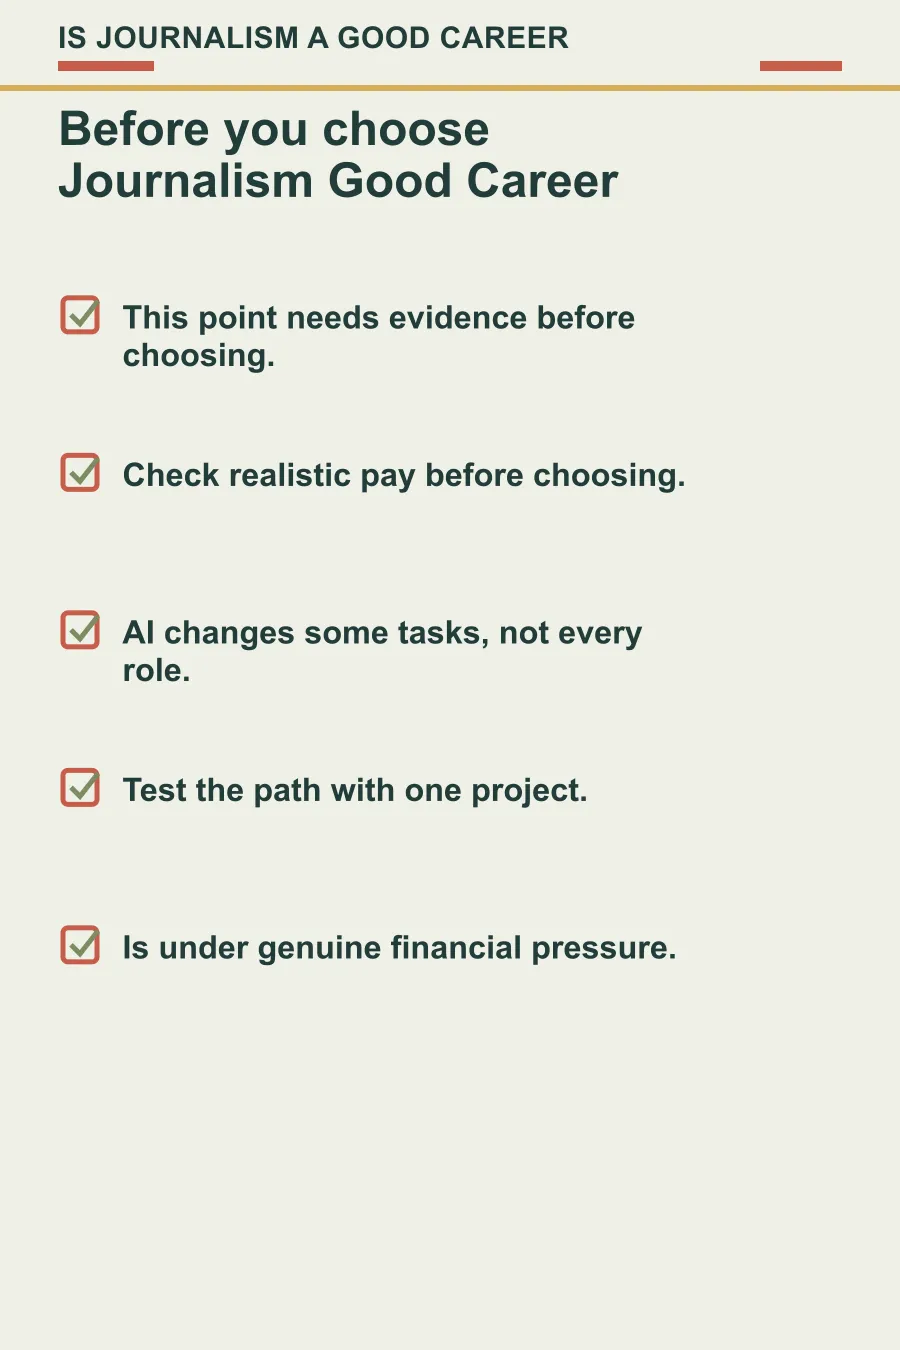 IS JOURNALISM A GOOD CAREER
Before you choose
Journalism Good Career
This point needs evidence before
choosing.
Check realistic pay before choosing.
AI changes some tasks, not every
role.
Test the path with one project.
Is under genuine financial pressure.